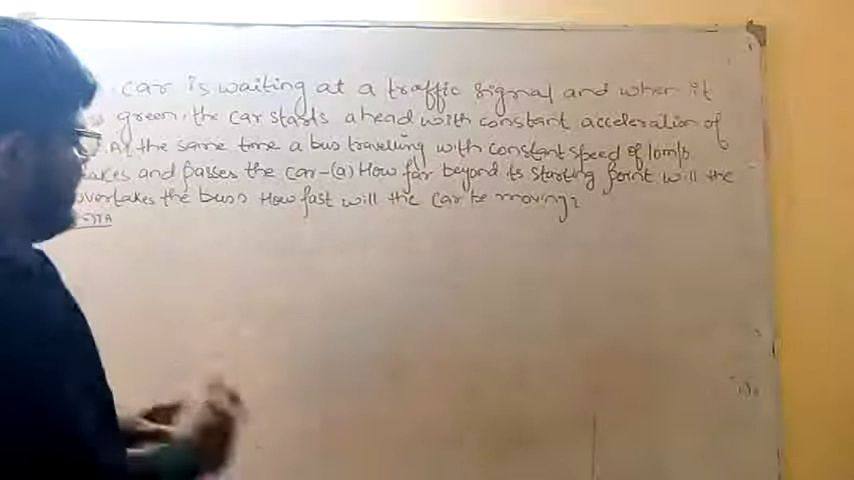 car is waiting at a traffic signal and when it
green, the car starts ahead with constant acceleration of
At the same time a bus travelling with constant speed of 10m/s
akes and passes the car-(a) How far beyond its starting point will the
overtakes the bus? How fast will the car be moving?